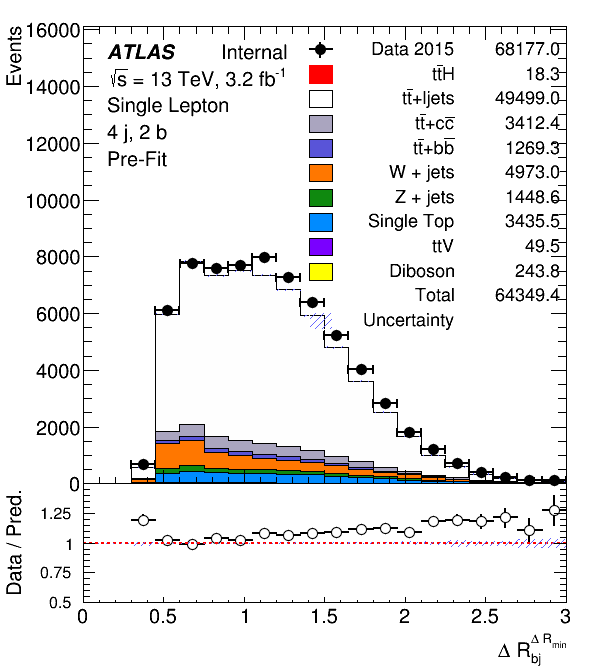 Events
16000
14000
12000
10000
8000
6000
4000
2000
0
ATLAS Internal
√s = 13 TeV, 3.2 fb⁻¹
Single Lepton
4 j, 2 b
Pre-Fit
Data 2015 68177.0
tt̄H 18.3
tt̄+ljets 49499.0
tt̄+cc̄ 3412.4
tt̄+bb̄ 1269.3
W + jets 4973.0
Z + jets 1448.6
Single Top 3435.5
ttV 49.5
Diboson 243.8
Total 64349.4
Uncertainty
Data / Pred.
1.25
1
0.75
0.5
0 0.5 1 1.5 2 2.5 3
Δ R_bj^Δ R_min